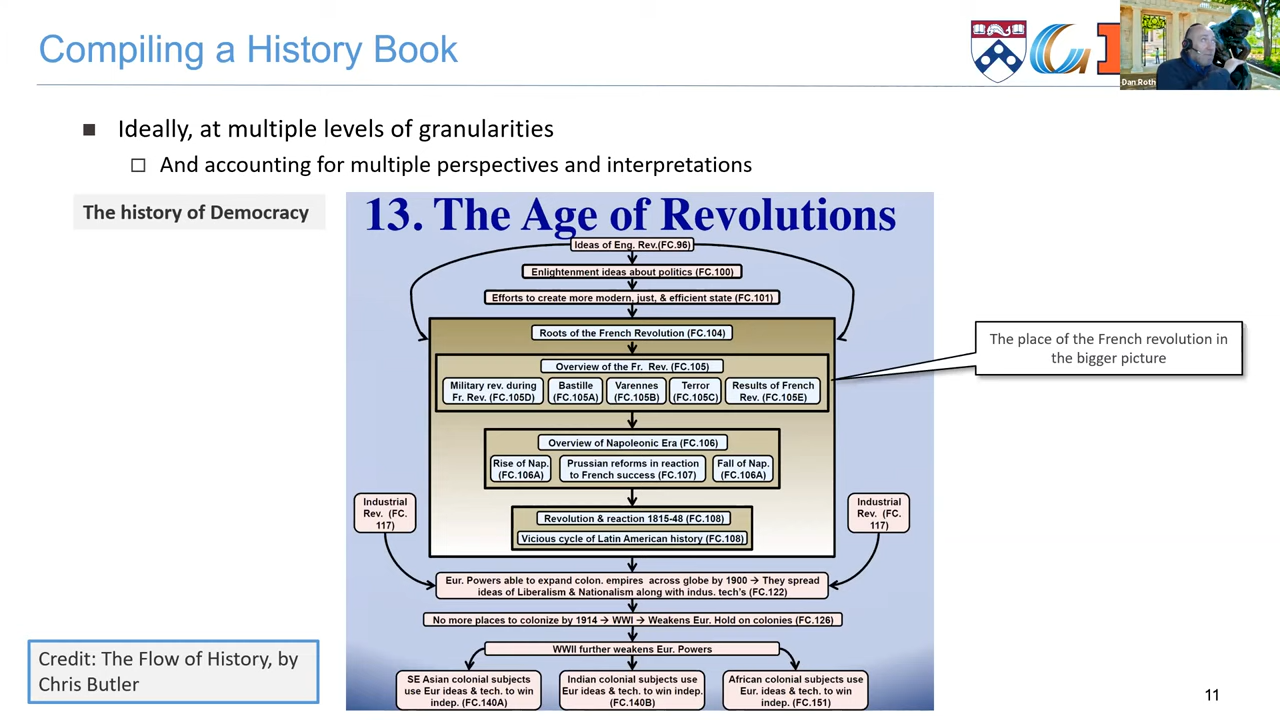 Compiling a History Book
Dan Roth
■ Ideally, at multiple levels of granularities
□ And accounting for multiple perspectives and interpretations
The history of Democracy
13. The Age of Revolutions
Ideas of Eng. Rev.(FC.96)
Enlightenment ideas about politics (FC.100)
Efforts to create more modern, just, & efficient state (FC.101)
Roots of the French Revolution (FC.104)
Overview of the Fr. Rev. (FC.105)
Military rev. during
Fr. Rev. (FC.105D)
Bastille
(FC.105A)
Varennes
(FC.105B)
Terror
(FC.105C)
Results of French
Rev. (FC.105E)
The place of the French revolution in
the bigger picture
Overview of Napoleonic Era (FC.106)
Rise of Nap.
(FC.106A)
Prussian reforms in reaction
to French success (FC.107)
Fall of Nap.
(FC.106A)
Industrial
Rev. (FC.
117)
Industrial
Rev. (FC.
117)
Revolution & reaction 1815-48 (FC.108)
Vicious cycle of Latin American history (FC.108)
Eur. Powers able to expand colon. empires across globe by 1900 → They spread
ideas of Liberalism & Nationalism along with indus. tech's (FC.122)
No more places to colonize by 1914 → WWI → Weakens Eur. Hold on colonies (FC.126)
WWII further weakens Eur. Powers
SE Asian colonial subjects
use Eur ideas & tech. to win
indep. (FC.140A)
Indian colonial subjects use
Eur ideas & tech. to win indep.
(FC.140B)
African colonial subjects use
Eur. ideas & tech. to win
indep. (FC.151)
Credit: The Flow of History, by
Chris Butler
11